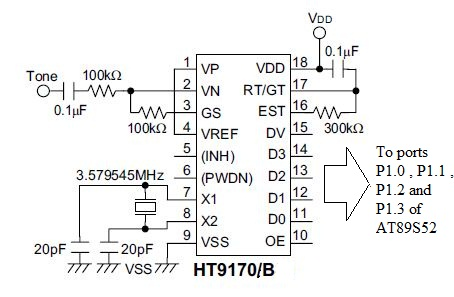 VDD
0.1µF
Tone 100kΩ
0.1µF
100kΩ
1 VP VDD 18
2 VN RT/GT 17
3 GS EST 16
300kΩ
4 VREF DV 15
5 (INH) D3 14
6 (PWDN) D2 13
3.579545MHz
7 X1 D1 12
8 X2 D0 11
9 VSS OE 10
20pF 20pF
VSS
HT9170/B
To ports
P1.0 , P1.1 ,
P1.2 and
P1.3 of
AT89S52